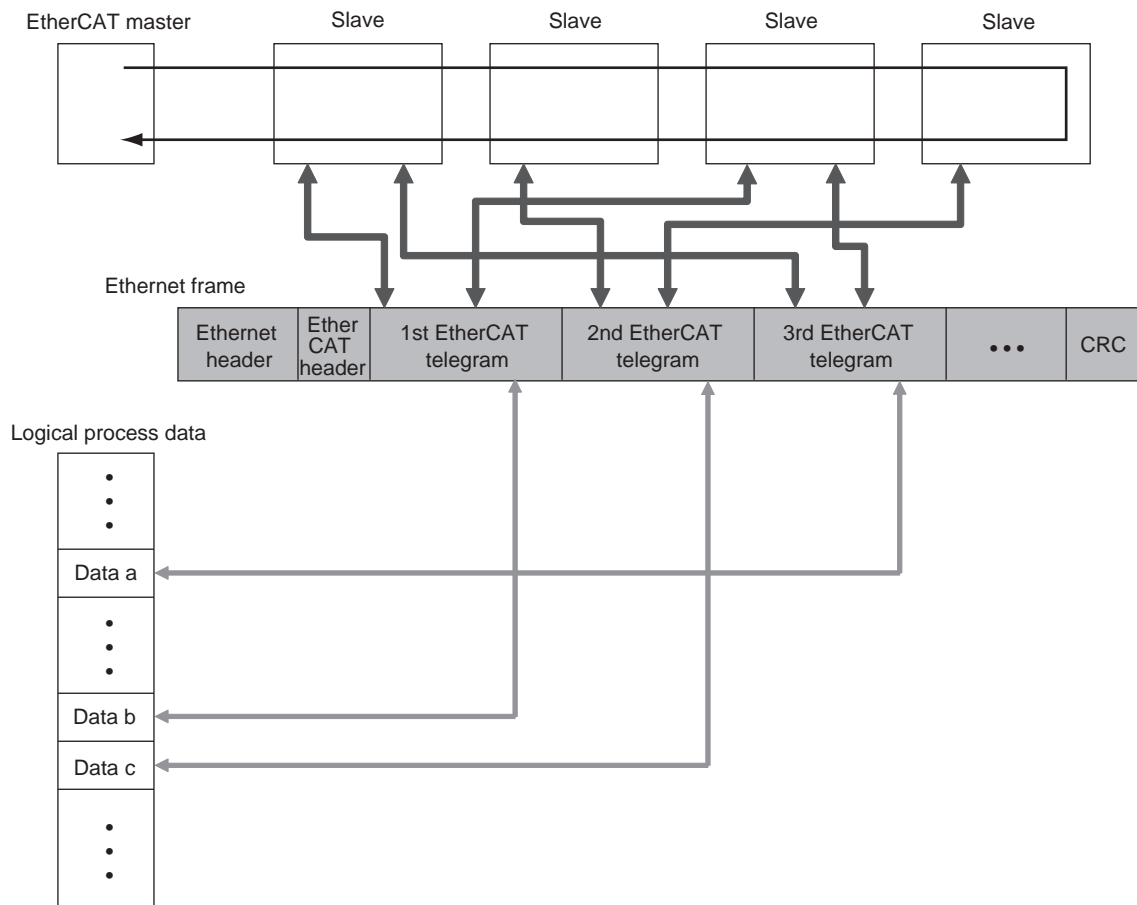 EtherCAT master
Slave
Slave
Slave
Slave
Ethernet frame
Ethernet
header
Ether
CAT
header
1st EtherCAT
telegram
2nd EtherCAT
telegram
3rd EtherCAT
telegram
•••
CRC
Logical process data
Data a
Data b
Data c